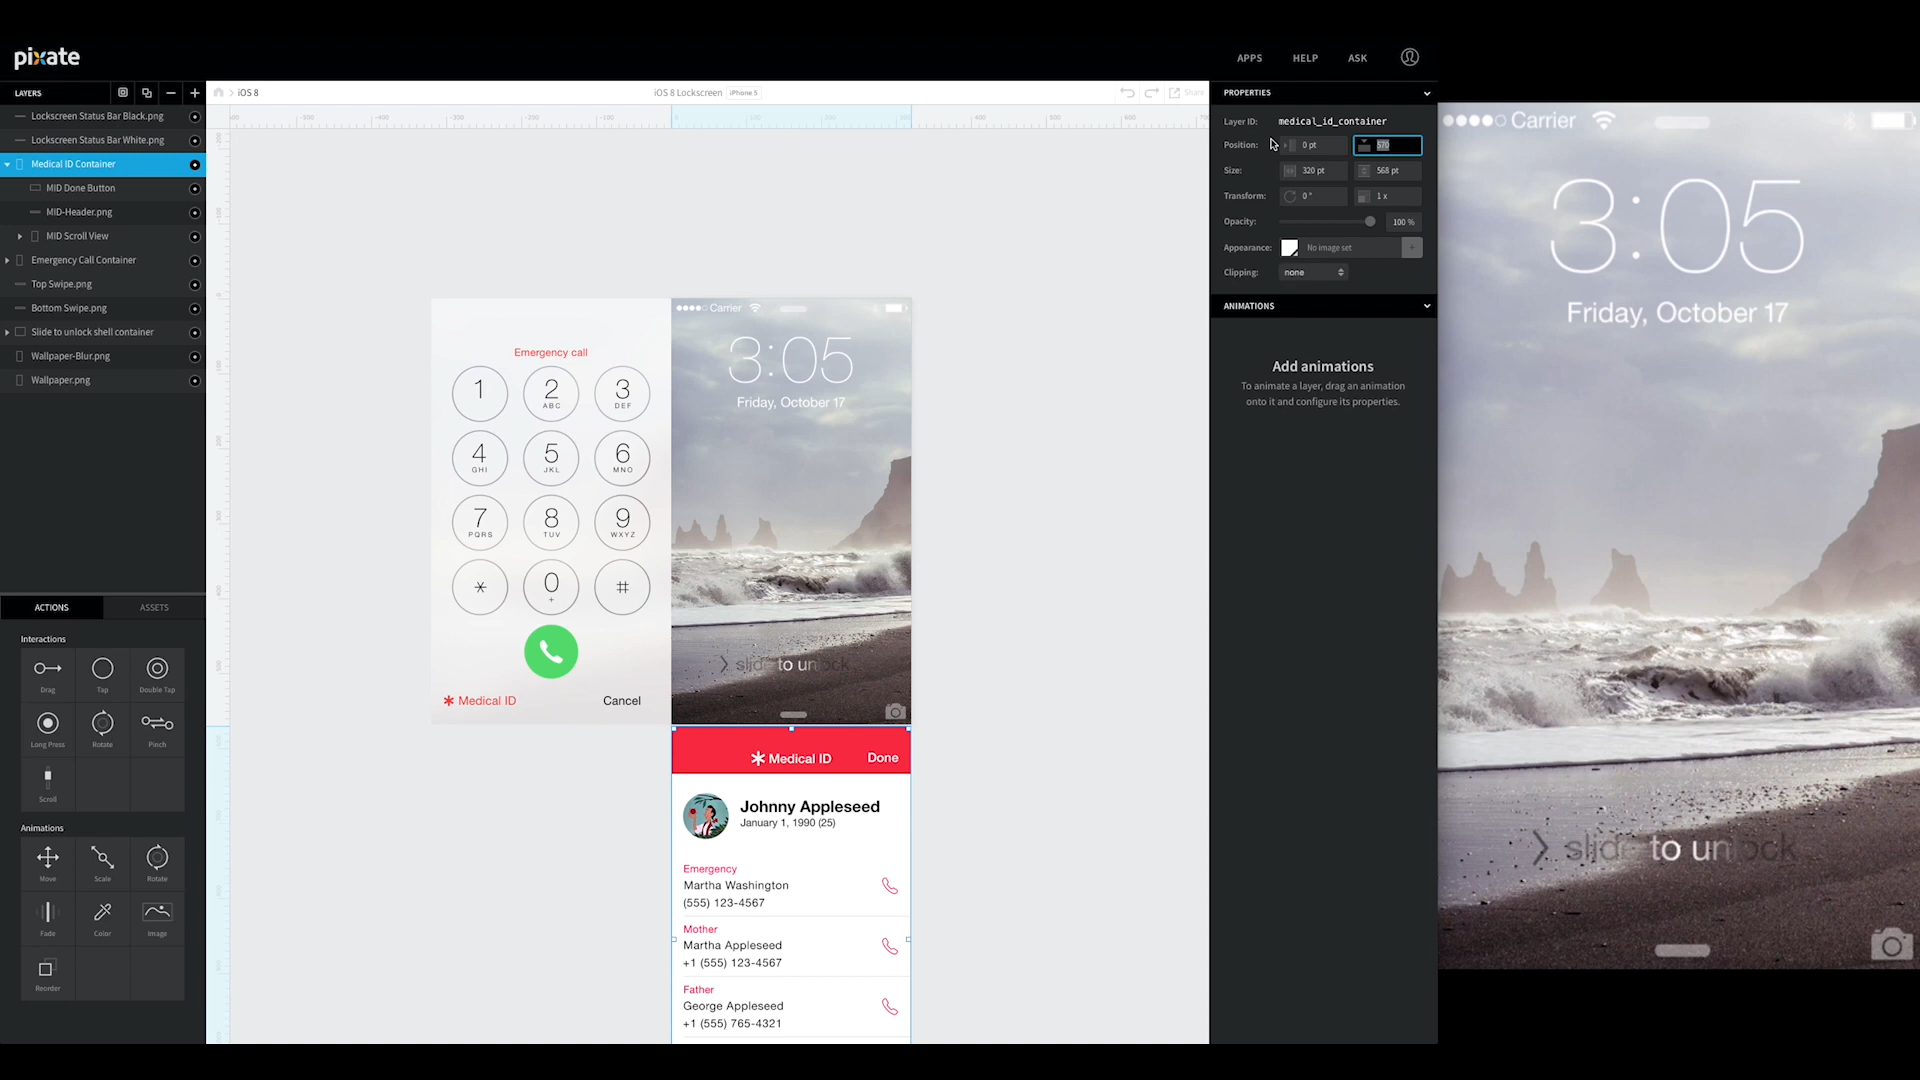 pixate
APPS HELP ASK
LAYERS
iOS 8
iOS 8 Lockscreen iPhone 5
Share
PROPERTIES
Lockscreen Status Bar Black.png
Lockscreen Status Bar White.png
Medical ID Container
MID Done Button
MID-Header.png
MID Scroll View
Emergency Call Container
Top Swipe.png
Bottom Swipe.png
Slide to unlock shell container
Wallpaper-Blur.png
Wallpaper.png
ACTIONS ASSETS
Interactions
Drag Tap Double Tap
Long Press Rotate Pinch
Scroll
Animations
Move Scale Rotate
Fade Color Image
Reorder
Emergency call
1 2 3
ABC DEF
4 5 6
GHI JKL MNO
7 8 9
PQRS TUV WXYZ
* 0 #
+
Medical ID Cancel
Carrier
3:05
Friday, October 17
slide to unlock
Medical ID Done
Johnny Appleseed
January 1, 1990 (25)
Emergency
Martha Washington
(555) 123-4567
Mother
Martha Appleseed
+1 (555) 123-4567
Father
George Appleseed
+1 (555) 765-4321
Layer ID: medical_id_container
Position: 0 pt 570
Size: 320 pt 568 pt
Transform: 0 ° 1 x
Opacity: 100 %
Appearance: No image set
Clipping: none
ANIMATIONS
Add animations
To animate a layer, drag an animation
onto it and configure its properties.
Carrier
3:05
Friday, October 17
slide to unlock